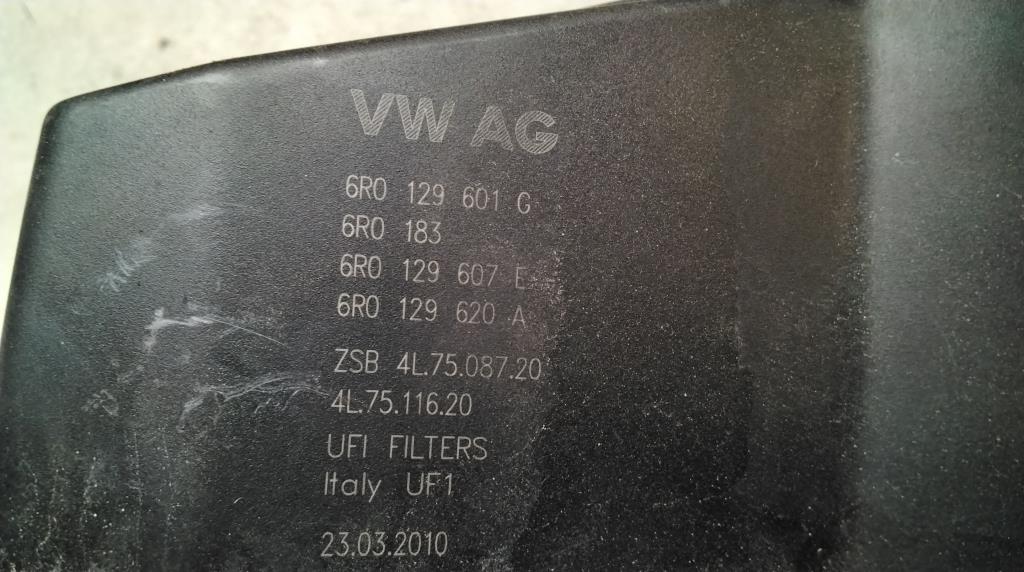 VW AG
6R0 129 601 C
6R0 183
6R0 129 607 E
6R0 129 620 A
ZSB 4L.75.087.20
4L.75.116.20
UFI FILTERS
Italy UF1
23.03.2010